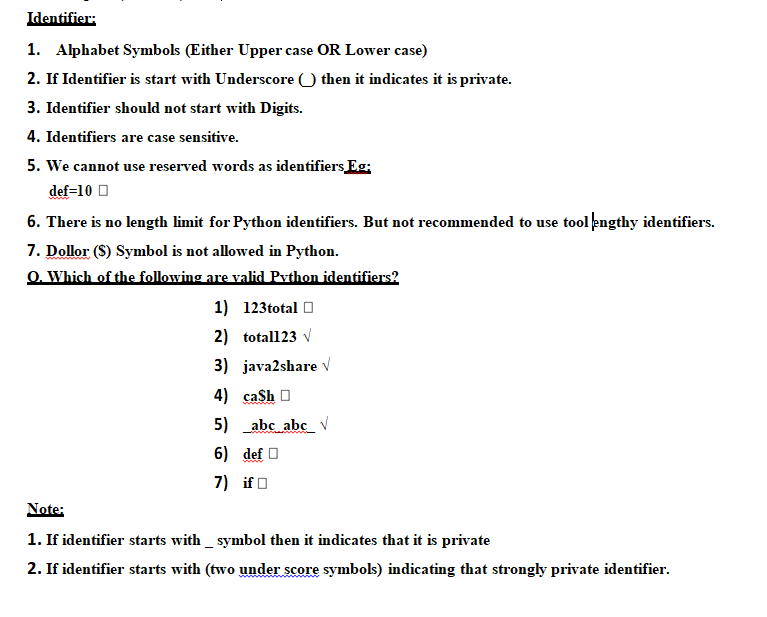 Identifier:
1. Alphabet Symbols (Either Upper case OR Lower case)
2. If Identifier is start with Underscore (_) then it indicates it is private.
3. Identifier should not start with Digits.
4. Identifiers are case sensitive.
5. We cannot use reserved words as identifiers Eg:
def=10 □
6. There is no length limit for Python identifiers. But not recommended to use tool engthy identifiers.
7. Dollor ($) Symbol is not allowed in Python.
Q. Which of the following are valid Python identifiers?
1) 123total □
2) total123 √
3) java2share √
4) ca$h □
5) _abc_abc_ √
6) def □
7) if □
Note:
1. If identifier starts with _ symbol then it indicates that it is private
2. If identifier starts with (two under score symbols) indicating that strongly private identifier.